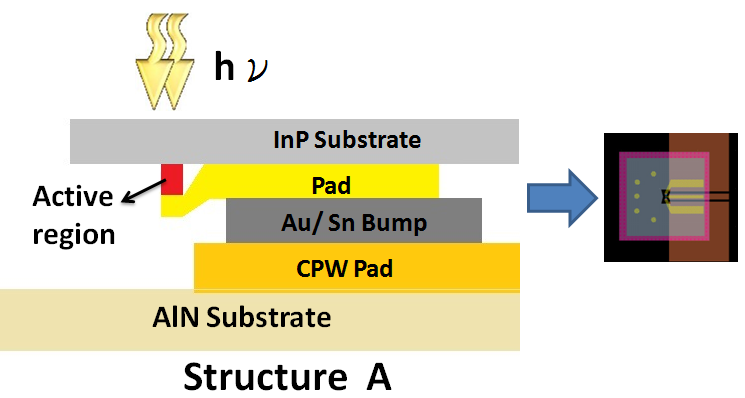 h ν
InP Substrate
Active
region
Pad
Au/ Sn Bump
CPW Pad
AlN Substrate
Structure A